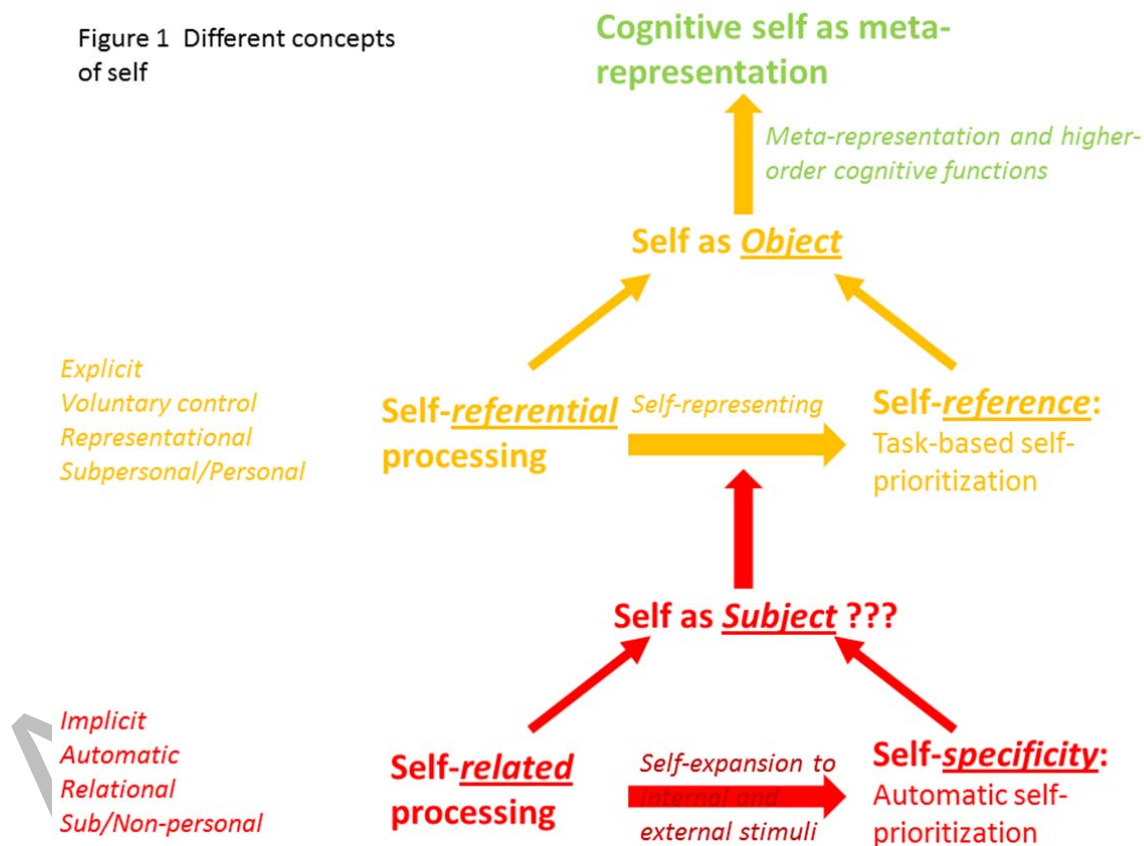 Figure 1 Different concepts
of self
Cognitive self as meta-
representation
Meta-representation and higher-
order cognitive functions
Self as Object
Explicit
Voluntary control
Representational
Subpersonal/Personal
Self-referential
processing
Self-representing
Self-reference:
Task-based self-
prioritization
Self as Subject ???
Implicit
Automatic
Relational
Sub/Non-personal
Self-related
processing
Self-expansion to
internal and
external stimuli
Self-specificity:
Automatic self-
prioritization